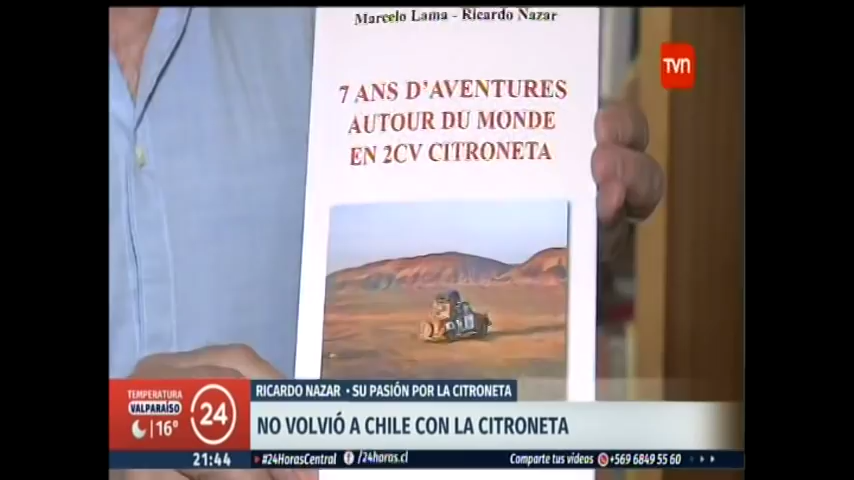 Marcelo Lama - Ricardo Nazar
7 ANS D'AVENTURES
AUTOUR DU MONDE
EN 2CV CITRONETA
TVN
TEMPERATURA
VALPARAÍSO
16°
24
RICARDO NAZAR · SU PASIÓN POR LA CITRONETA
NO VOLVIÓ A CHILE CON LA CITRONETA
21:44
#24HorasCentral
/24horas.cl
Comparte tus videos
+569 6849 55 60